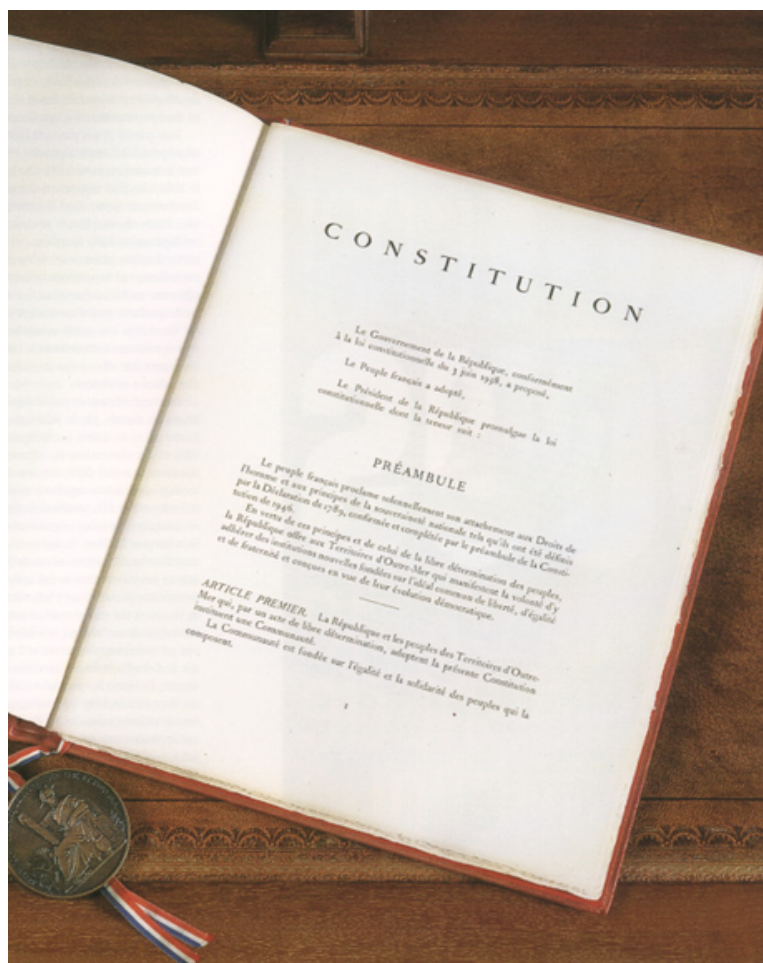 CONSTITUTION
Le Gouvernement de la République, conformément
à la loi constitutionnelle du 3 juin 1958, a proposé,
Le Peuple français a adopté,
Le Président de la République promulgue la loi
constitutionnelle dont la teneur suit :
PRÉAMBULE
Le peuple français proclame solennellement son attachement aux Droits de
l'homme et aux principes de la souveraineté nationale tels qu'ils ont été définis
par la Déclaration de 1789, confirmée et complétée par le préambule de la Consti-
tution de 1946.
En vertu de ces principes et de celui de la libre détermination des peuples,
la République offre aux Territoires d'Outre-Mer qui manifestent la volonté d'y
adhérer des institutions nouvelles fondées sur l'idéal commun de liberté, d'égalité
et de fraternité et conçues en vue de leur évolution démocratique.
ARTICLE PREMIER. La République et les peuples des Territoires d'Outre-
Mer qui, par un acte de libre détermination, adoptent la présente Constitution
instituent une Communauté.
La Communauté est fondée sur l'égalité et la solidarité des peuples qui la
composent.